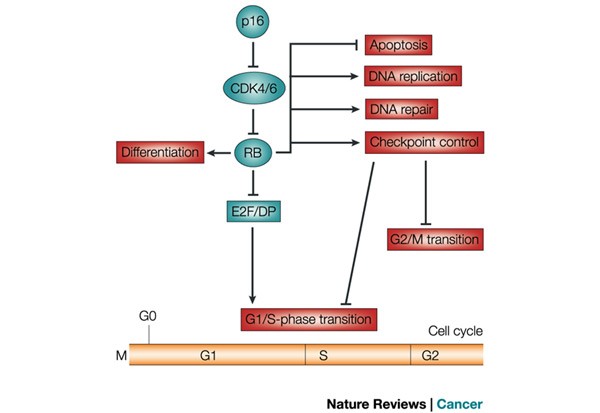 p16
Apoptosis
CDK4/6
DNA replication
DNA repair
Differentiation
RB
Checkpoint control
E2F/DP
G2/M transition
G1/S-phase transition
G0
Cell cycle
M
G1
S
G2
Nature Reviews | Cancer